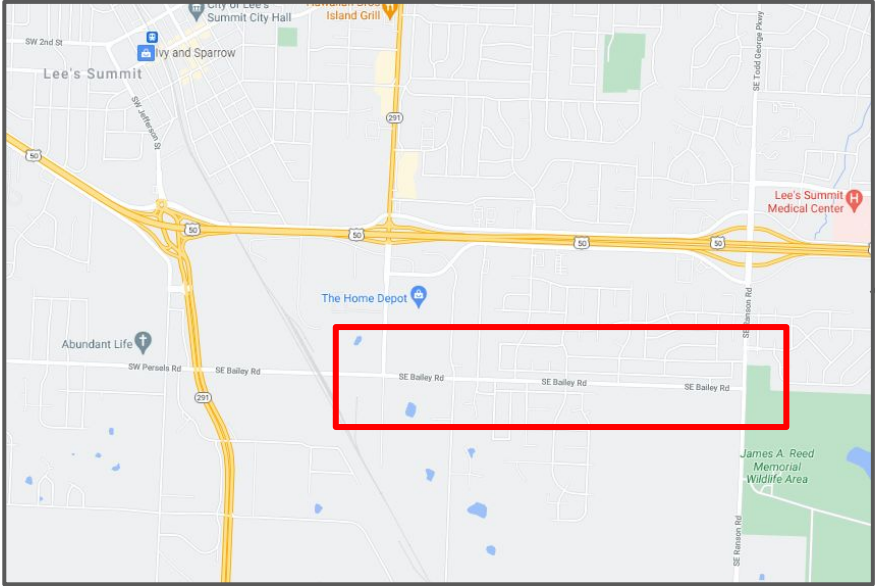 City of Lee's
Summit City Hall
Hawaiian Bros
Island Grill
SW 2nd St
Ivy and Sparrow
Lee's Summit
SE Todd George Pkwy
SW Jefferson St
291
50
Lee's Summit
Medical Center
H
50
50
50
50
The Home Depot
SE Ranson Rd
Abundant Life
SW Persels Rd
SE Bailey Rd
SE Bailey Rd
SE Bailey Rd
SE Bailey Rd
291
James A. Reed
Memorial
Wildlife Area
SE Ranson Rd